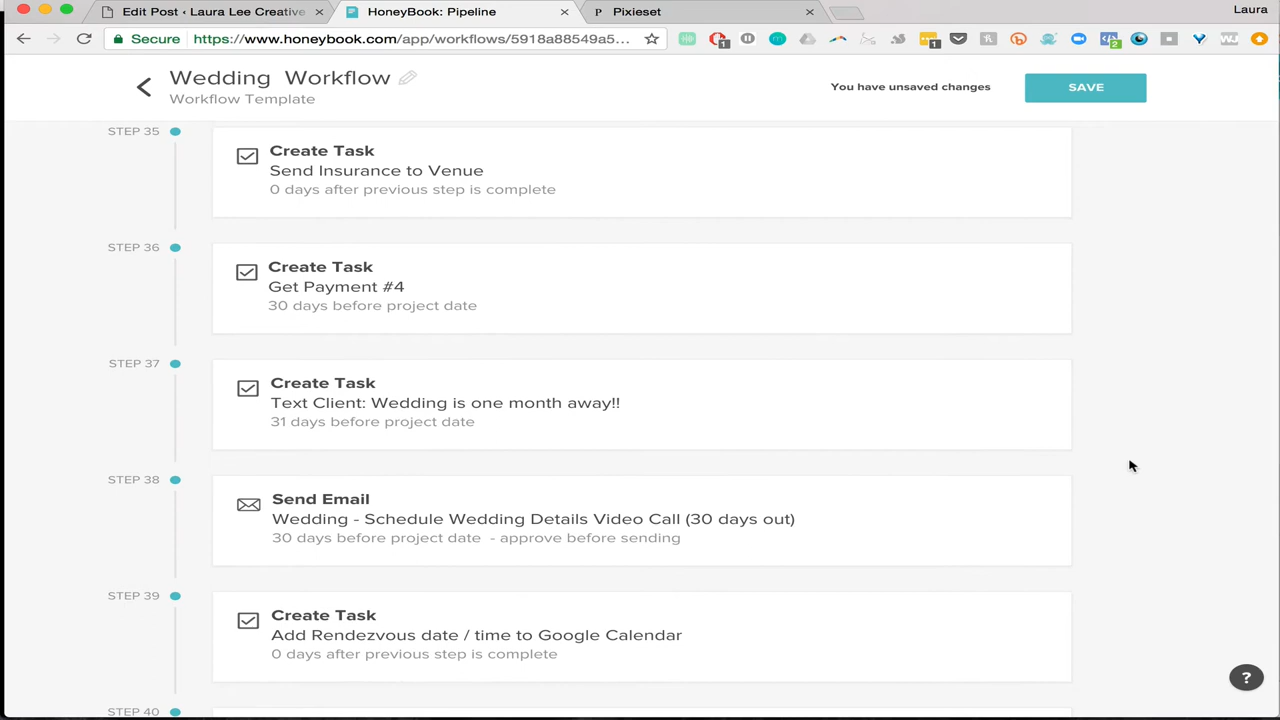 Edit Post ‹ Laura Lee Creative
HoneyBook: Pipeline
P Pixieset
Laura
Secure https://www.honeybook.com/app/workflows/5918a88549a5...
1
1
2
Wedding Workflow
Workflow Template
You have unsaved changes
SAVE
STEP 35
Create Task
Send Insurance to Venue
0 days after previous step is complete
STEP 36
Create Task
Get Payment #4
30 days before project date
STEP 37
Create Task
Text Client: Wedding is one month away!!
31 days before project date
STEP 38
Send Email
Wedding - Schedule Wedding Details Video Call (30 days out)
30 days before project date - approve before sending
STEP 39
Create Task
Add Rendezvous date / time to Google Calendar
0 days after previous step is complete
?
STEP 40